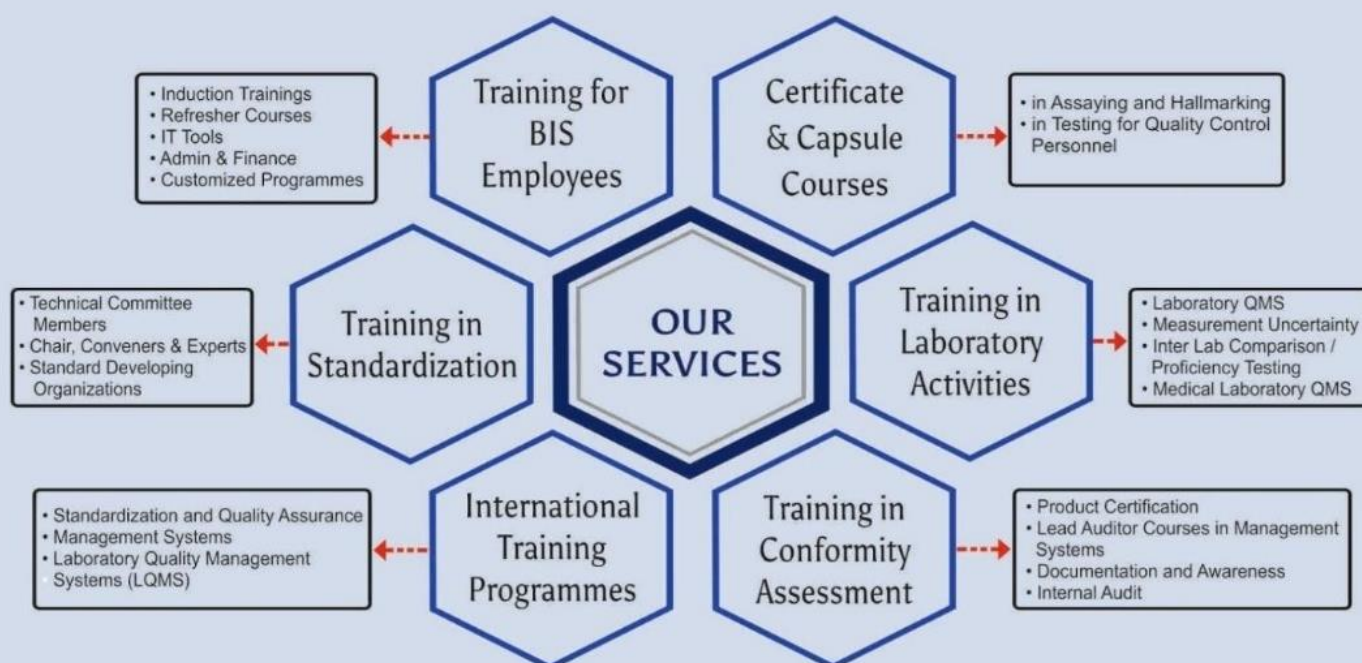 Training for
BIS
Employees
• Induction Trainings
• Refresher Courses
• IT Tools
• Admin & Finance
• Customized Programmes
Certificate
& Capsule
Courses
• in Assaying and Hallmarking
• in Testing for Quality Control
Personnel
Training in
Standardization
• Technical Committee
Members
• Chair, Conveners & Experts
• Standard Developing
Organizations
OUR
SERVICES
Training in
Laboratory
Activities
• Laboratory QMS
• Measurement Uncertainty
• Inter Lab Comparison /
Proficiency Testing
• Medical Laboratory QMS
International
Training
Programmes
• Standardization and Quality Assurance
• Management Systems
• Laboratory Quality Management
• Systems (LQMS)
Training in
Conformity
Assessment
• Product Certification
• Lead Auditor Courses in Management
Systems
• Documentation and Awareness
• Internal Audit